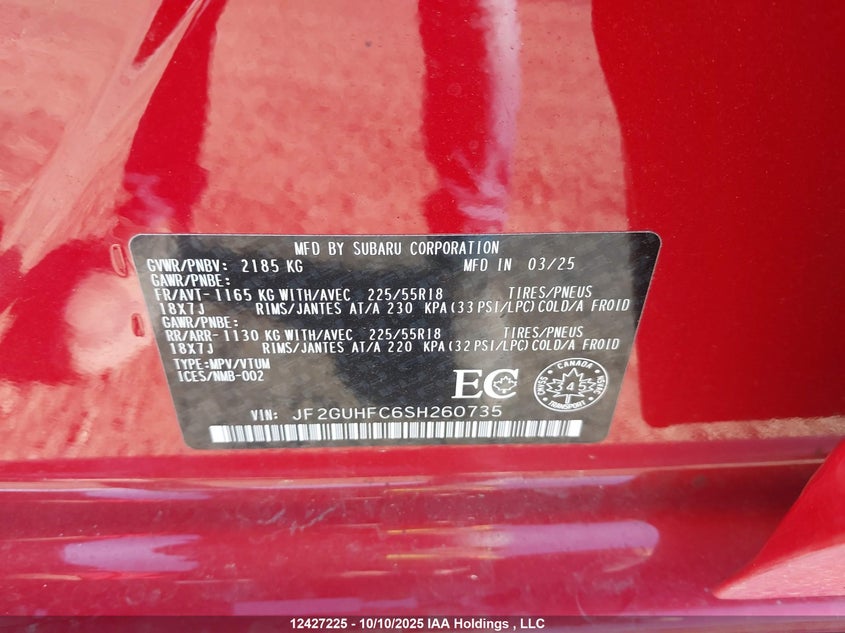 MFD BY SUBARU CORPORATION
GVWR/PNBV: 2185 KG MFD IN 03/25
GAWR/PNBE:
FR/AVT-1165 KG WITH/AVEC 225/55R18 TIRES/PNEUS
18X7J RIMS/JANTES AT/A 230 KPA(33 PSI/LPC) COLD/A FROID
GAWR/PNBE:
RR/ARR-1130 KG WITH/AVEC 225/55R18 TIRES/PNEUS
18X7J RIMS/JANTES AT/A 220 KPA(32 PSI/LPC) COLD/A FROID
TYPE:MPV/VTUM
ICES/NMB-002
EC
CANADA
345
TRANSPORT
VIN: JF2GUHFC6SH260735
12427225 - 10/10/2025 IAA Holdings , LLC